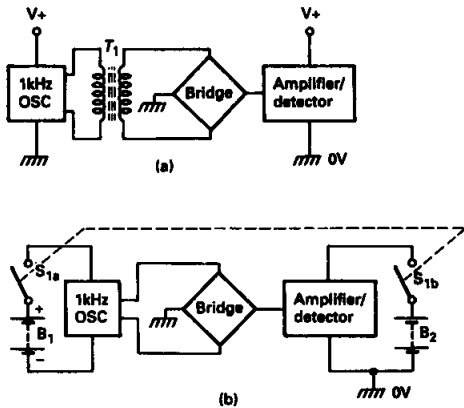 V+
V+
T1
1kHz
OSC
Bridge
Amplifier/
detector
0V
(a)
S1a
+
B1
−
1kHz
OSC
Bridge
Amplifier/
detector
S1b
B2
0V
(b)